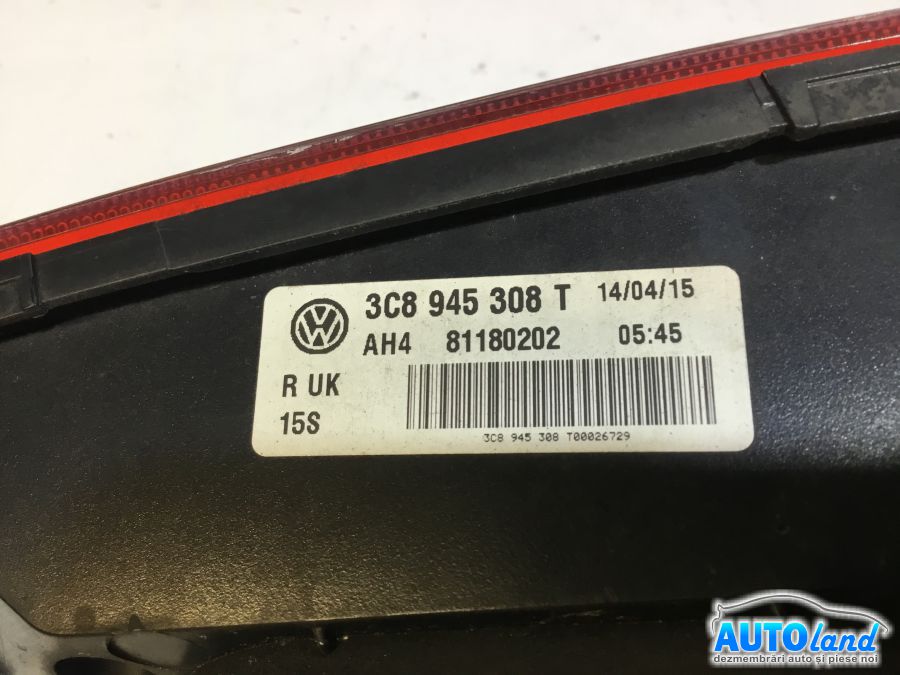 3C8 945 308 T 14/04/15
AH4 81180202 05:45
R UK
15S
3C8 945 308 T00026729
AUTOland
dezmembrări auto și piese noi